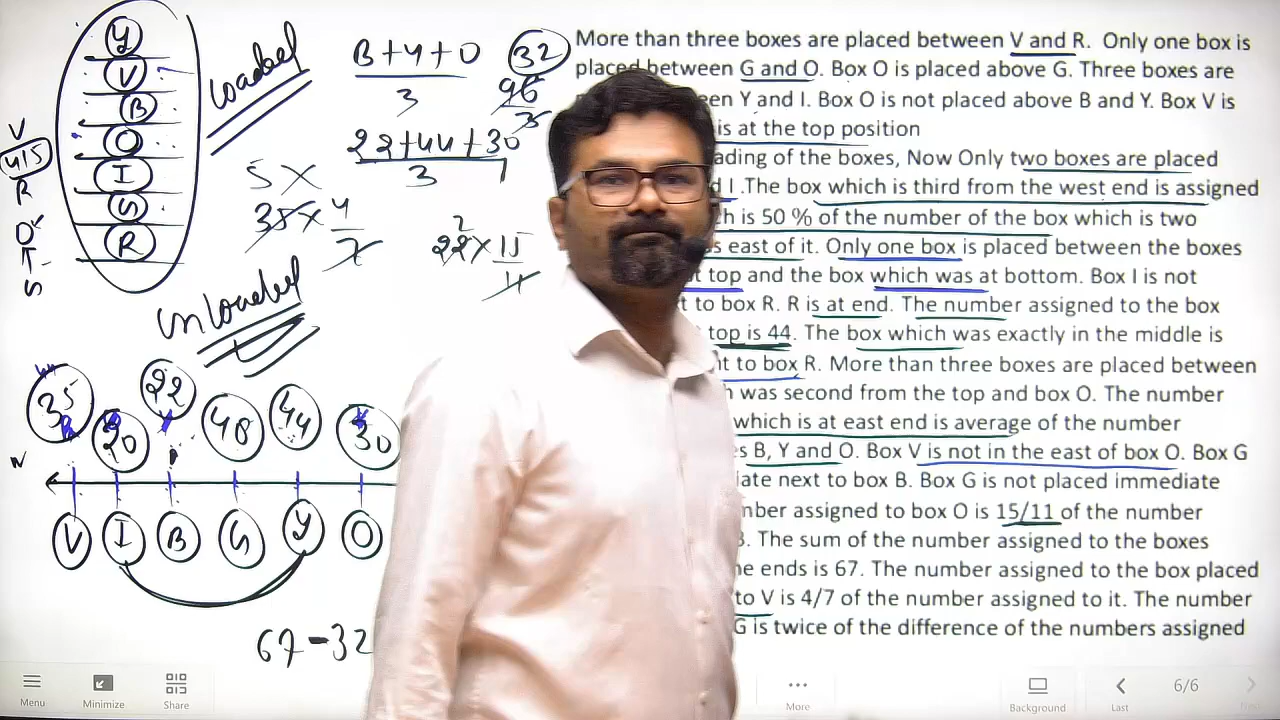 More than three boxes are placed between V and R. Only one box is
placed between G and O. Box O is placed above G. Three boxes are
een Y and I. Box O is not placed above B and Y. Box V is
is at the top position
ading of the boxes, Now Only two boxes are placed
d I .The box which is third from the west end is assigned
h is 50 % of the number of the box which is two
s east of it. Only one box is placed between the boxes
t top and the box which was at bottom. Box I is not
t to box R. R is at end. The number assigned to the box
top is 44. The box which was exactly in the middle is
nt to box R. More than three boxes are placed between
h was second from the top and box O. The number
which is at east end is average of the number
s B, Y and O. Box V is not in the east of box O. Box G
iate next to box B. Box G is not placed immediate
mber assigned to box O is 15/11 of the number
3. The sum of the number assigned to the boxes
he ends is 67. The number assigned to the box placed
to V is 4/7 of the number assigned to it. The number
G is twice of the difference of the numbers assigned
Y
V
B
O
I
G
R
Loaded
V
4/5
R
B+Y+O
3
32
96
3
22+44+30
3
5x
35x4
7
22x15
11
2
unloaded
35
20
22
48
44
30
W
V I B G Y O
67-32
Menu
Minimize
Share
More
Background
Last
6/6